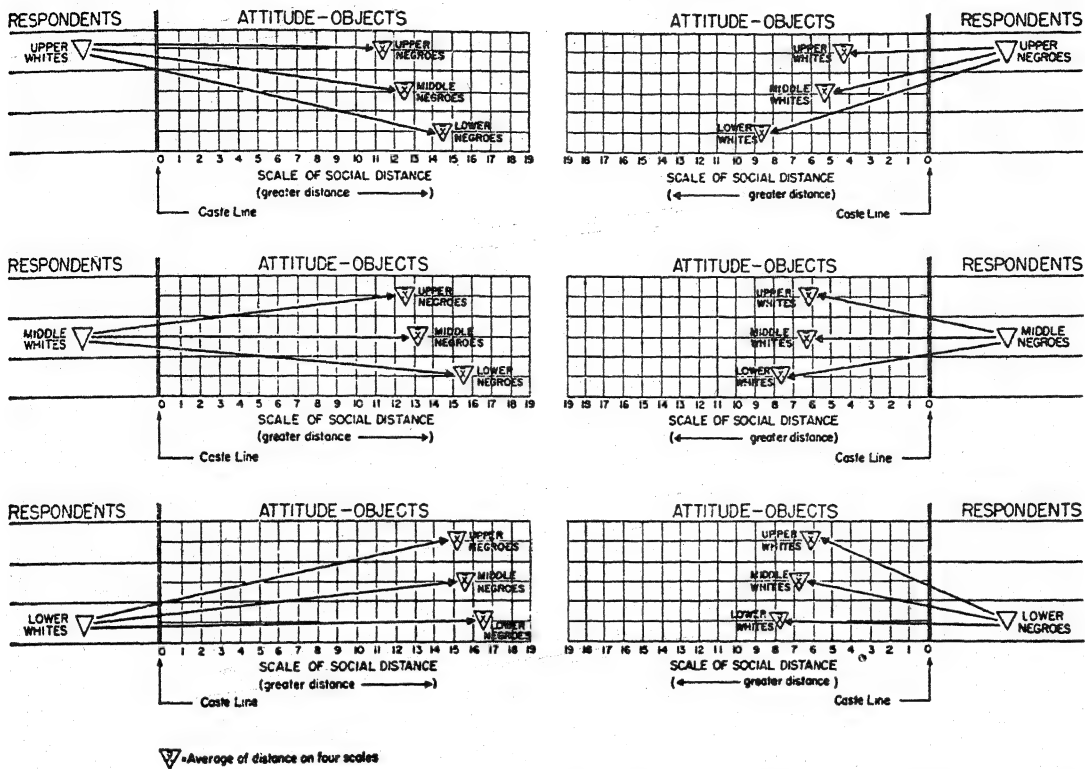 RESPONDENTS
ATTITUDE-OBJECTS
UPPER
WHITES
UPPER
NEGROES
MIDDLE
NEGROES
LOWER
NEGROES
0 1 2 3 4 5 6 7 8 9 10 11 12 13 14 15 16 17 18 19
SCALE OF SOCIAL DISTANCE
(greater distance →)
Caste Line
ATTITUDE-OBJECTS
RESPONDENTS
UPPER
WHITES
MIDDLE
WHITES
LOWER
WHITES
UPPER
NEGROES
19 18 17 16 15 14 13 12 11 10 9 8 7 6 5 4 3 2 1 0
SCALE OF SOCIAL DISTANCE
(← greater distance)
Caste Line
RESPONDENTS
ATTITUDE-OBJECTS
MIDDLE
WHITES
UPPER
NEGROES
MIDDLE
NEGROES
LOWER
NEGROES
0 1 2 3 4 5 6 7 8 9 10 11 12 13 14 15 16 17 18 19
SCALE OF SOCIAL DISTANCE
(greater distance →)
Caste Line
ATTITUDE-OBJECTS
RESPONDENTS
UPPER
WHITES
MIDDLE
WHITES
LOWER
WHITES
MIDDLE
NEGROES
19 18 17 16 15 14 13 12 11 10 9 8 7 6 5 4 3 2 1 0
SCALE OF SOCIAL DISTANCE
(← greater distance)
Caste Line
RESPONDENTS
ATTITUDE-OBJECTS
LOWER
WHITES
UPPER
NEGROES
MIDDLE
NEGROES
LOWER
NEGROES
0 1 2 3 4 5 6 7 8 9 10 11 12 13 14 15 16 17 18 19
SCALE OF SOCIAL DISTANCE
(greater distance →)
Caste Line
ATTITUDE-OBJECTS
RESPONDENTS
UPPER
WHITES
MIDDLE
WHITES
LOWER
WHITES
LOWER
NEGROES
19 18 17 16 15 14 13 12 11 10 9 8 7 6 5 4 3 2 1 0
SCALE OF SOCIAL DISTANCE
(← greater distance)
Caste Line
=Average of distance on four scales